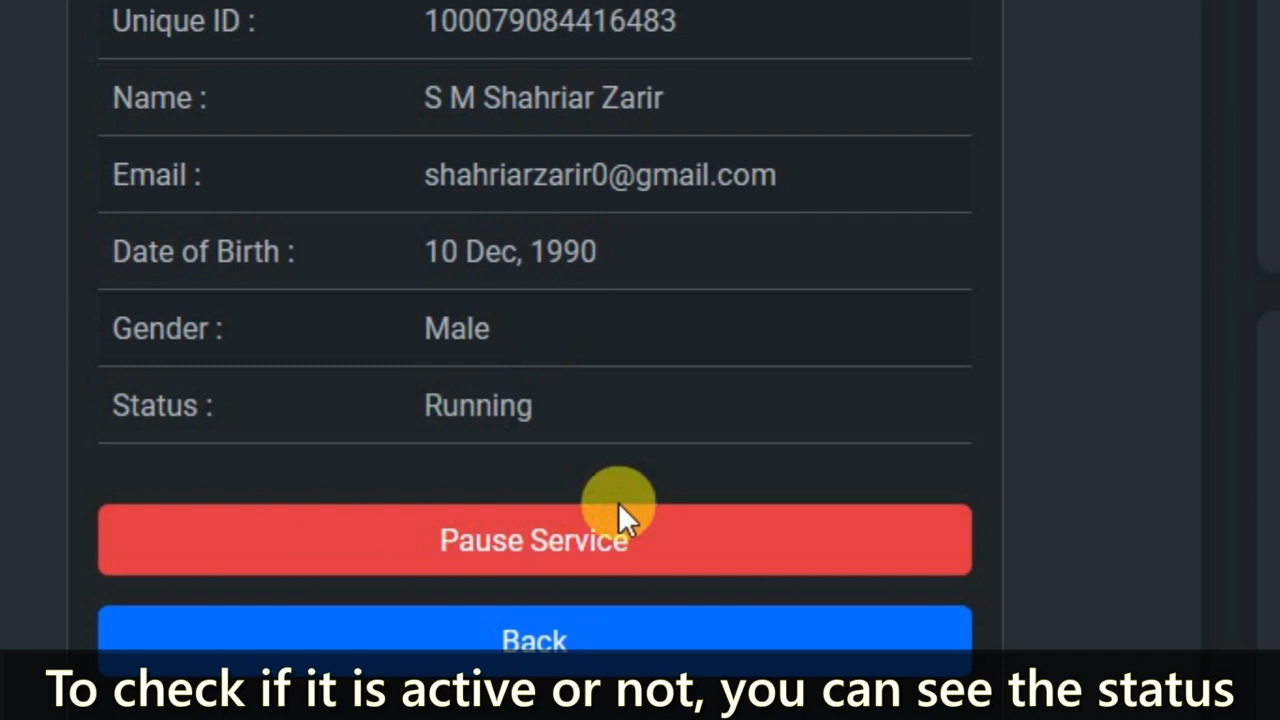 Unique ID : 100079084416483
Name : S M Shahriar Zarir
Email : shahriarzarir0@gmail.com
Date of Birth : 10 Dec, 1990
Gender : Male
Status : Running
Pause Service
Back
To check if it is active or not, you can see the status